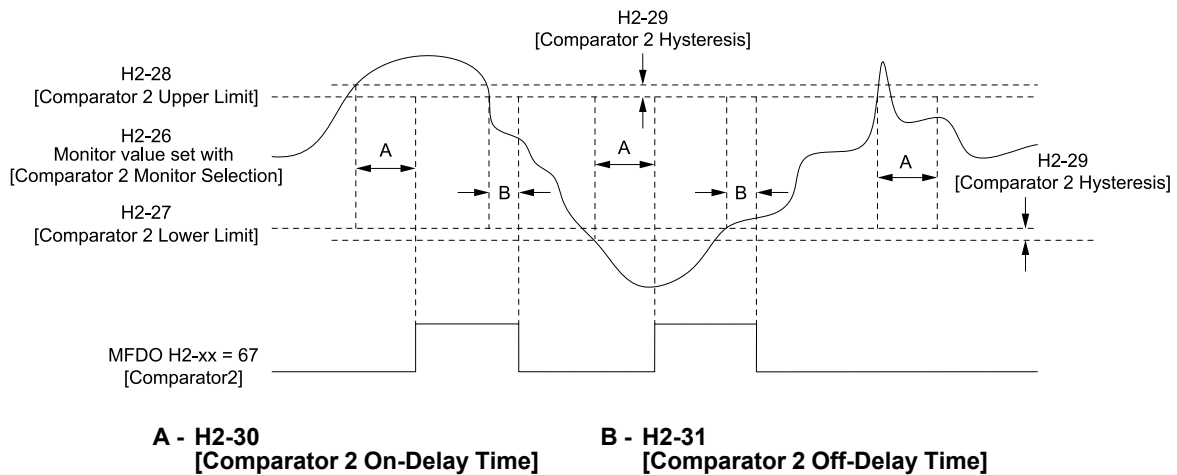 H2-29
[Comparator 2 Hysteresis]
H2-28
[Comparator 2 Upper Limit]
H2-26
Monitor value set with
[Comparator 2 Monitor Selection]
A
B
A
B
A
H2-29
[Comparator 2 Hysteresis]
H2-27
[Comparator 2 Lower Limit]
MFDO H2-xx = 67
[Comparator2]
A - H2-30
[Comparator 2 On-Delay Time]
B - H2-31
[Comparator 2 Off-Delay Time]